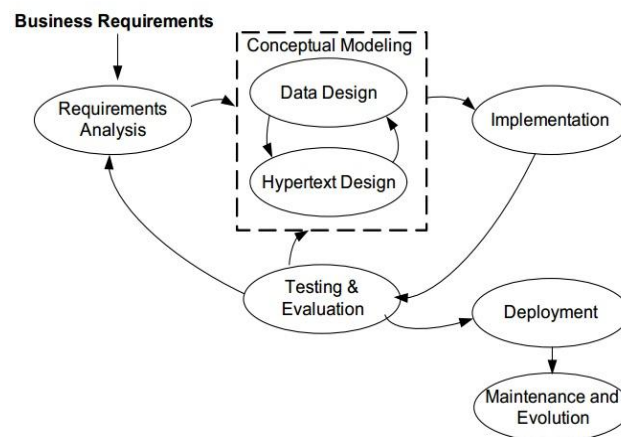 Business Requirements
Conceptual Modeling
Requirements
Analysis
Data Design
Implementation
Hypertext Design
Testing &
Evaluation
Deployment
Maintenance and
Evolution